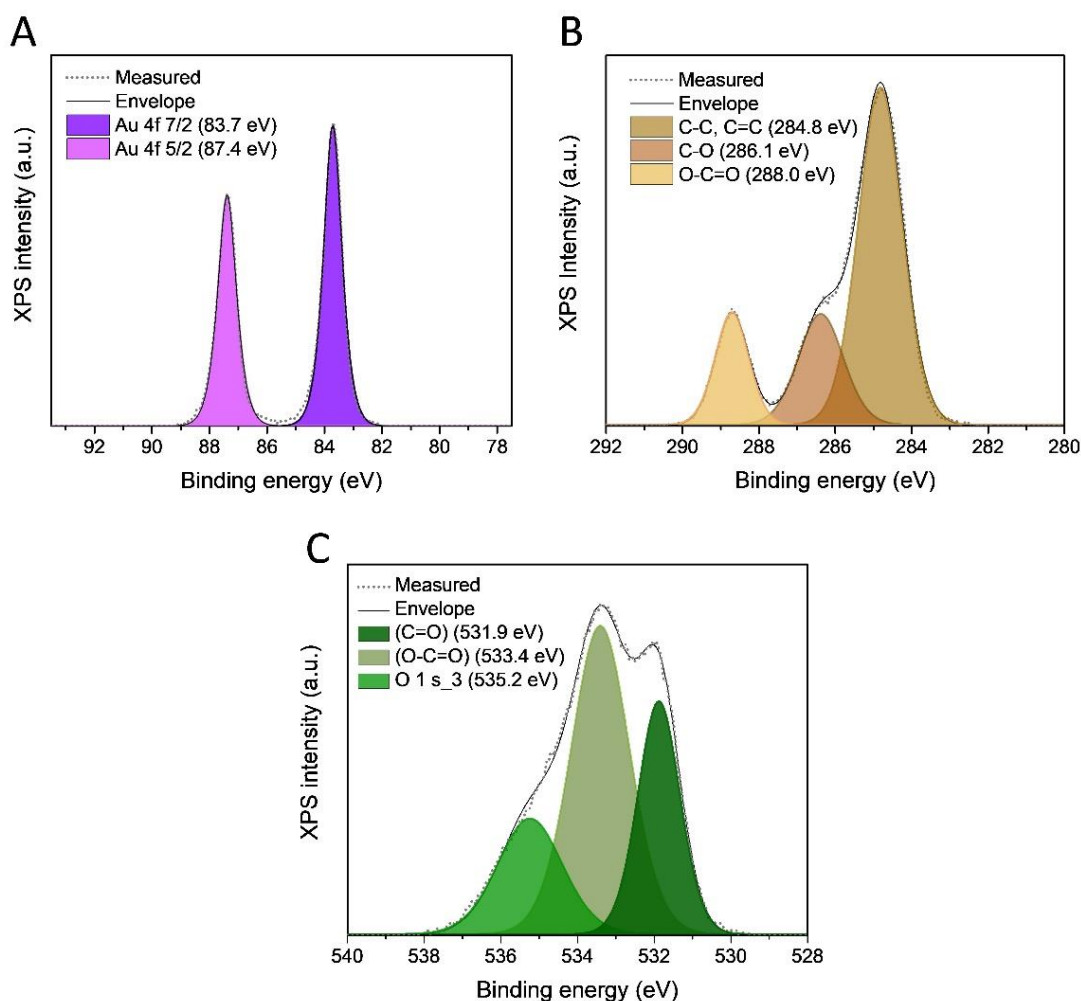 A
Measured
Envelope
Au 4f 7/2 (83.7 eV)
Au 4f 5/2 (87.4 eV)
XPS intensity (a.u.)
92 90 88 86 84 82 80 78
Binding energy (eV)
B
Measured
Envelope
C-C, C=C (284.8 eV)
C-O (286.1 eV)
O-C=O (288.0 eV)
XPS Intensity (a.u.)
292 290 288 286 284 282 280
Binding energy (eV)
C
Measured
Envelope
(C=O) (531.9 eV)
(O-C=O) (533.4 eV)
O 1 s_3 (535.2 eV)
XPS intensity (a.u.)
540 538 536 534 532 530 528
Binding energy (eV)